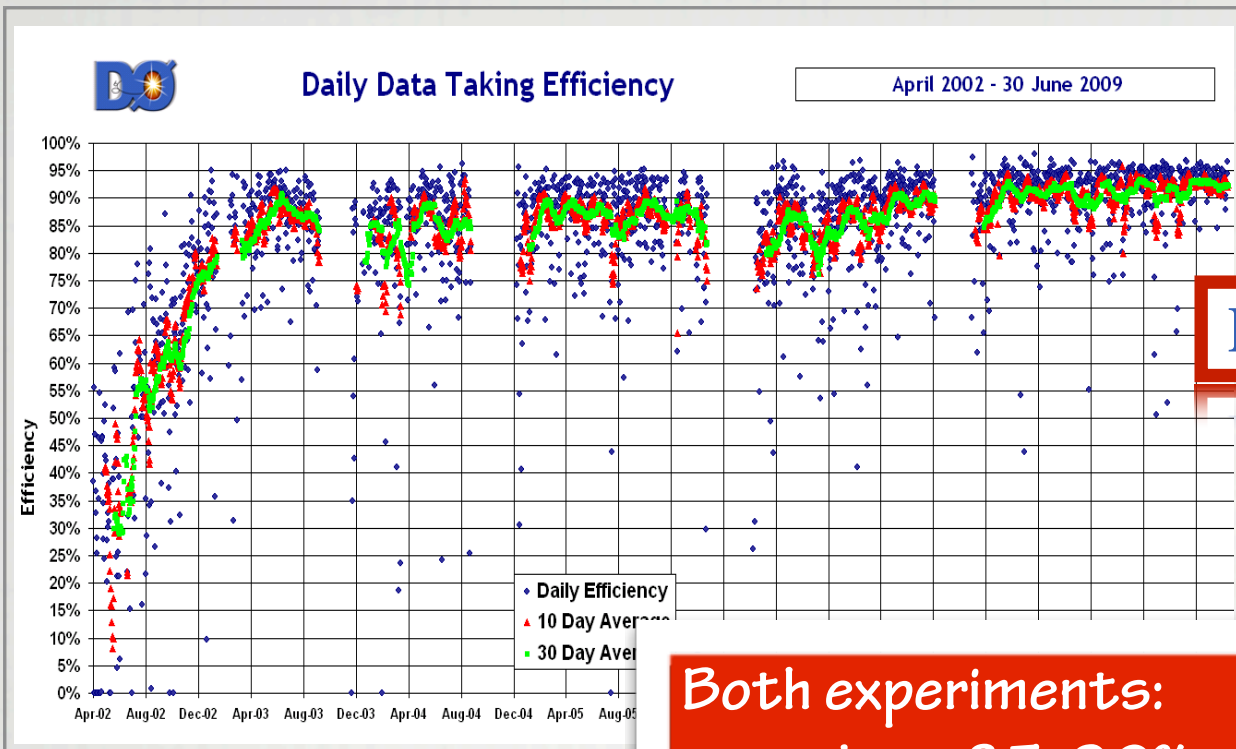 DØ
Daily Data Taking Efficiency
April 2002 - 30 June 2009
100%
95%
90%
85%
80%
75%
70%
65%
60%
55%
50%
45%
40%
35%
30%
25%
20%
15%
10%
5%
0%
Efficiency
Daily Efficiency
10 Day Average
30 Day Aver
Apr-02 Aug-02 Dec-02 Apr-03 Aug-03 Dec-03 Apr-04 Aug-04 Dec-04 Apr-05 Aug-05
Both experiments: